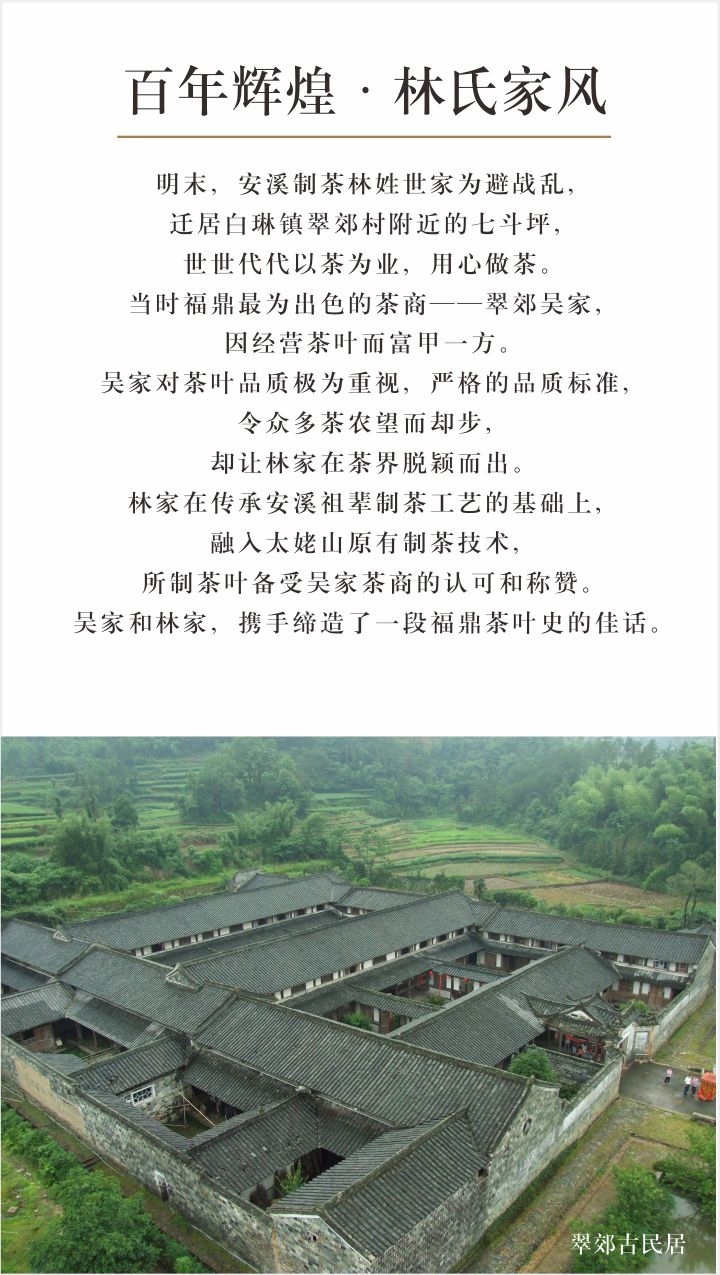 百年辉煌·林氏家风
明末，安溪制茶林姓世家为避战乱，
迁居白琳镇翠郊村附近的七斗坪，
世世代代以茶为业，用心做茶。
当时福鼎最为出色的茶商——翠郊吴家，
因经营茶叶而富甲一方。
吴家对茶叶品质极为重视，严格的品质标准，
令众多茶农望而却步，
却让林家在茶界脱颖而出。
林家在传承安溪祖辈制茶工艺的基础上，
融入太姥山原有制茶技术，
所制茶叶备受吴家茶商的认可和称赞。
吴家和林家，携手缔造了一段福鼎茶叶史的佳话。
翠郊古民居